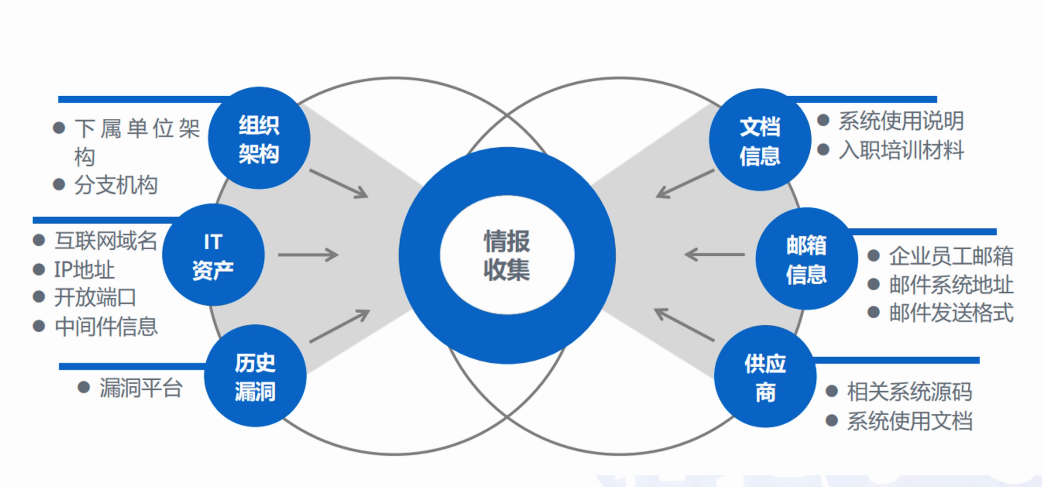 组织
架构
● 下属单位架
构
● 分支机构
IT
资产
● 互联网域名
● IP地址
● 开放端口
● 中间件信息
历史
漏洞
● 漏洞平台
情报
收集
文档
信息
● 系统使用说明
● 入职培训材料
邮箱
信息
● 企业员工邮箱
● 邮件系统地址
● 邮件发送格式
供应
商
● 相关系统源码
● 系统使用文档